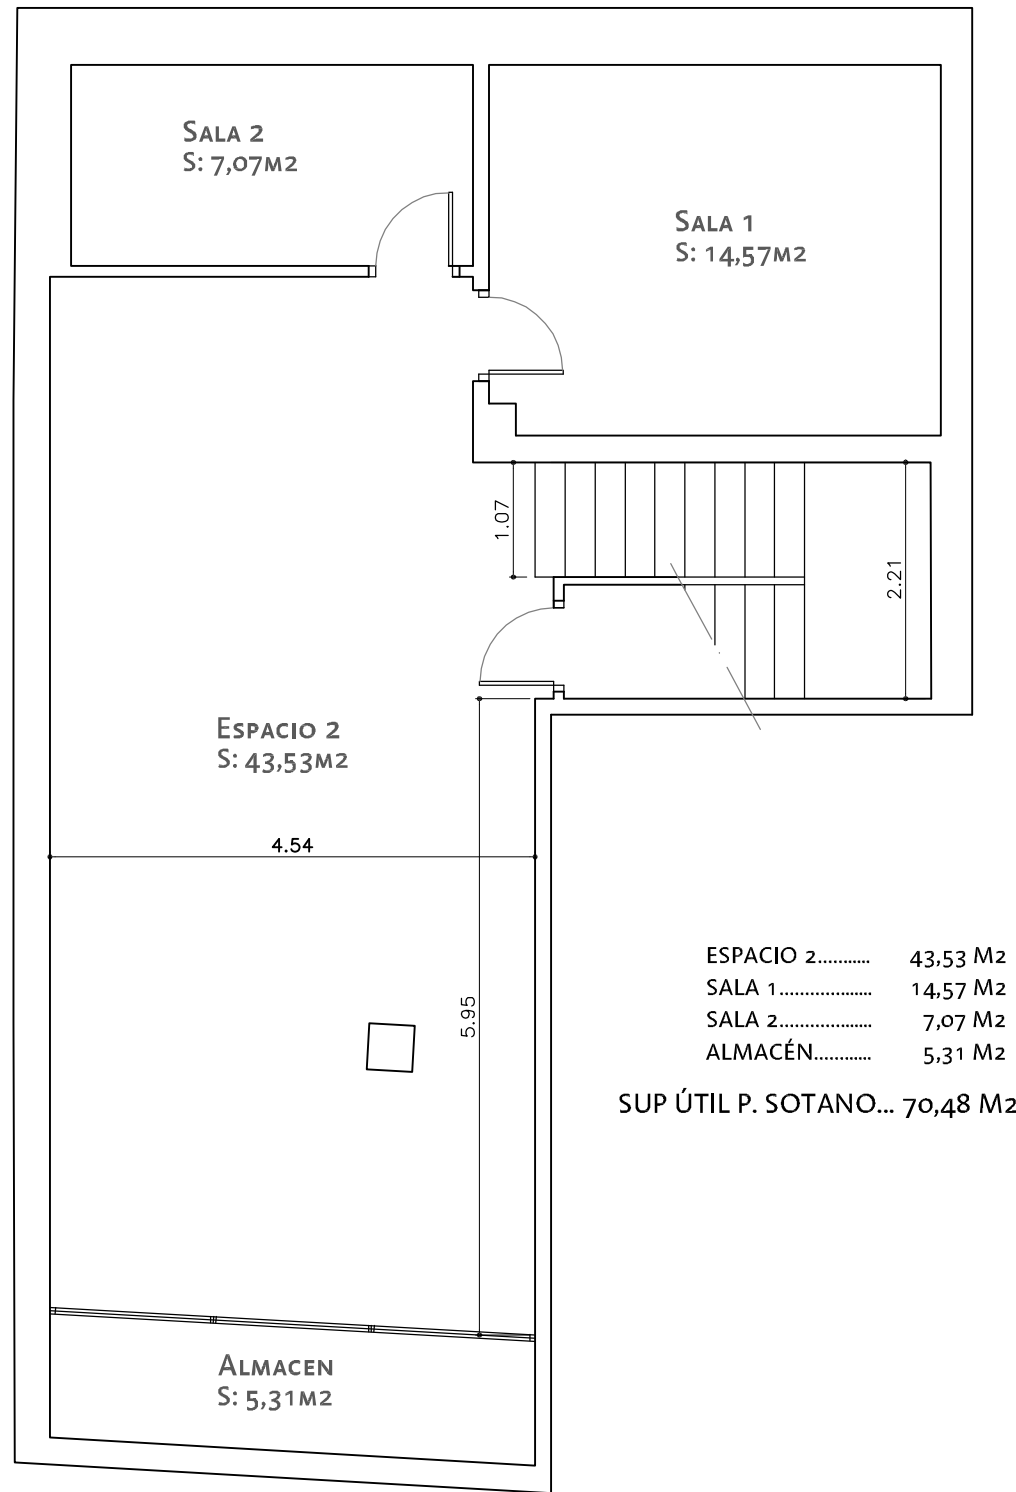 SALA 2
S: 7,07M2
SALA 1
S: 14,57M2
1.07
2.21
ESPACIO 2
S: 43,53M2
4.54
5.95
ESPACIO 2........... 43,53 M2
SALA 1................... 14,57 M2
SALA 2................... 7,07 M2
ALMACÉN............ 5,31 M2
SUP ÚTIL P. SOTANO... 70,48 M2
ALMACEN
S: 5,31M2